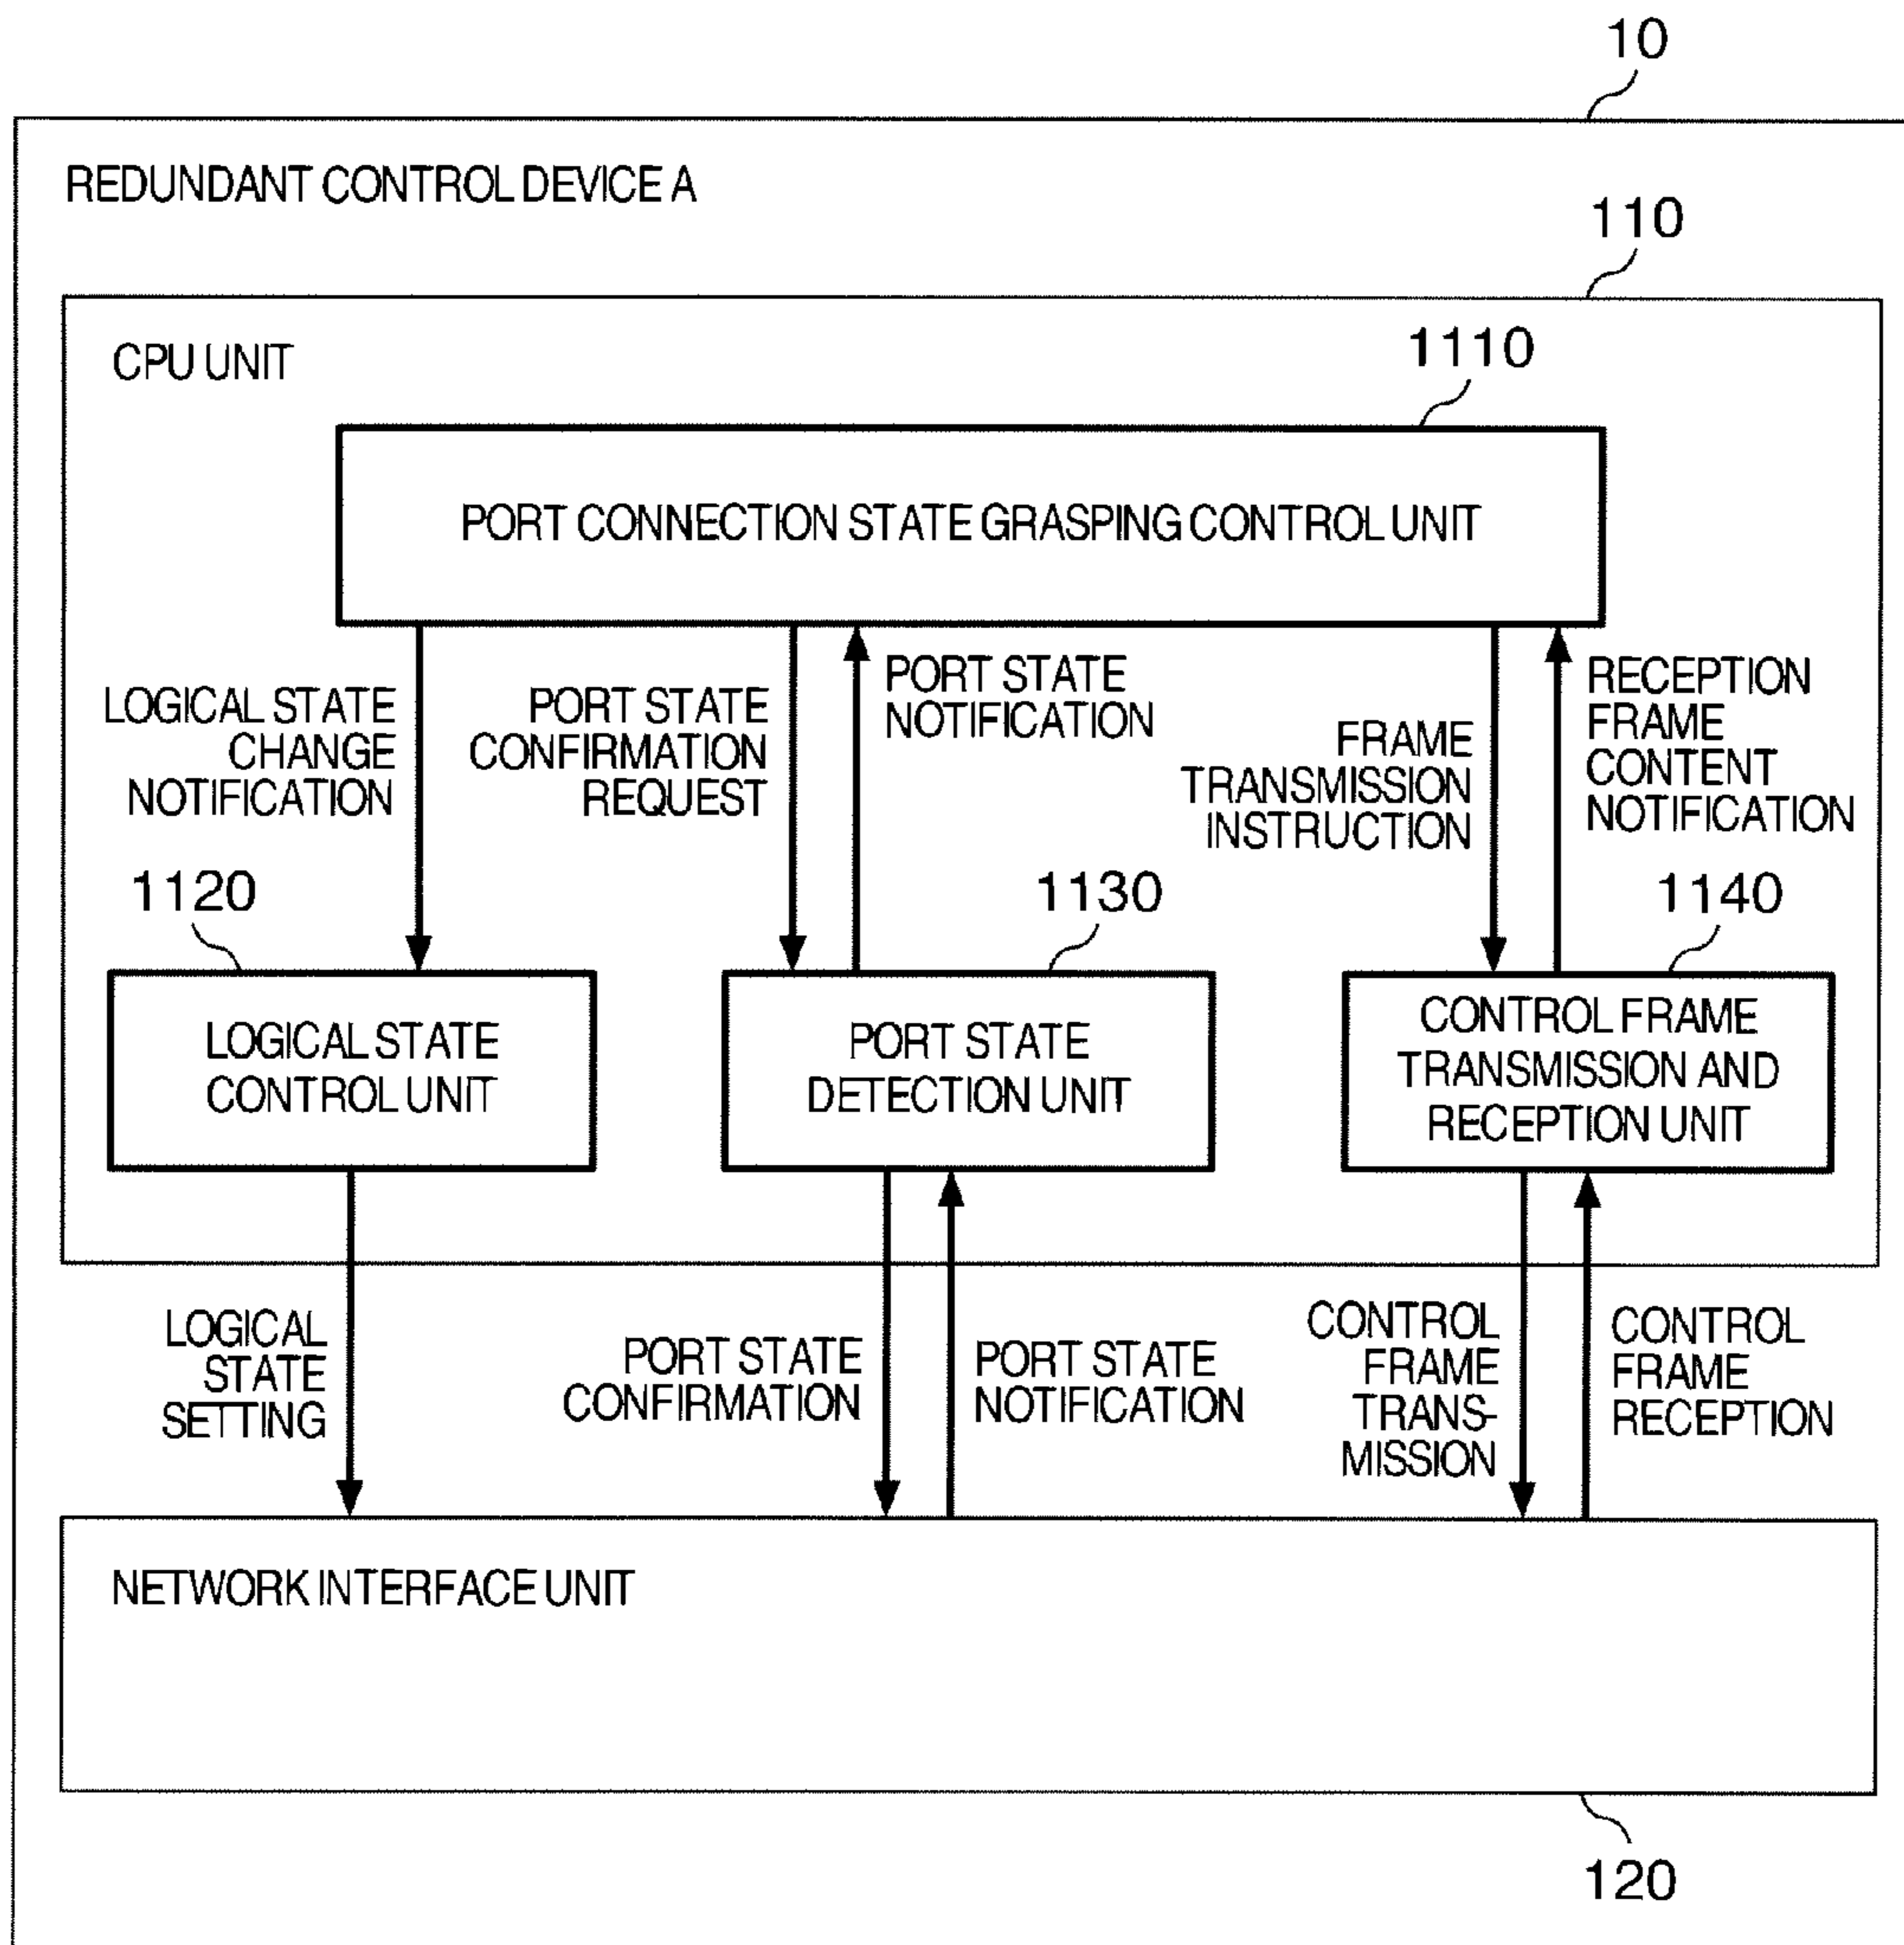 10
REDUNDANT CONTROL DEVICE A
110
CPU UNIT
1110
PORT CONNECTION STATE GRASPING CONTROL UNIT
LOGICAL STATE
CHANGE
NOTIFICATION
PORT STATE
CONFIRMATION
REQUEST
PORT STATE
NOTIFICATION
FRAME
TRANSMISSION
INSTRUCTION
RECEPTION
FRAME
CONTENT
NOTIFICATION
1120
1130
1140
LOGICAL STATE
CONTROL UNIT
PORT STATE
DETECTION UNIT
CONTROL FRAME
TRANSMISSION AND
RECEPTION UNIT
LOGICAL
STATE
SETTING
PORT STATE
CONFIRMATION
PORT STATE
NOTIFICATION
CONTROL
FRAME
TRANS-
MISSION
CONTROL
FRAME
RECEPTION
NETWORK INTERFACE UNIT
120